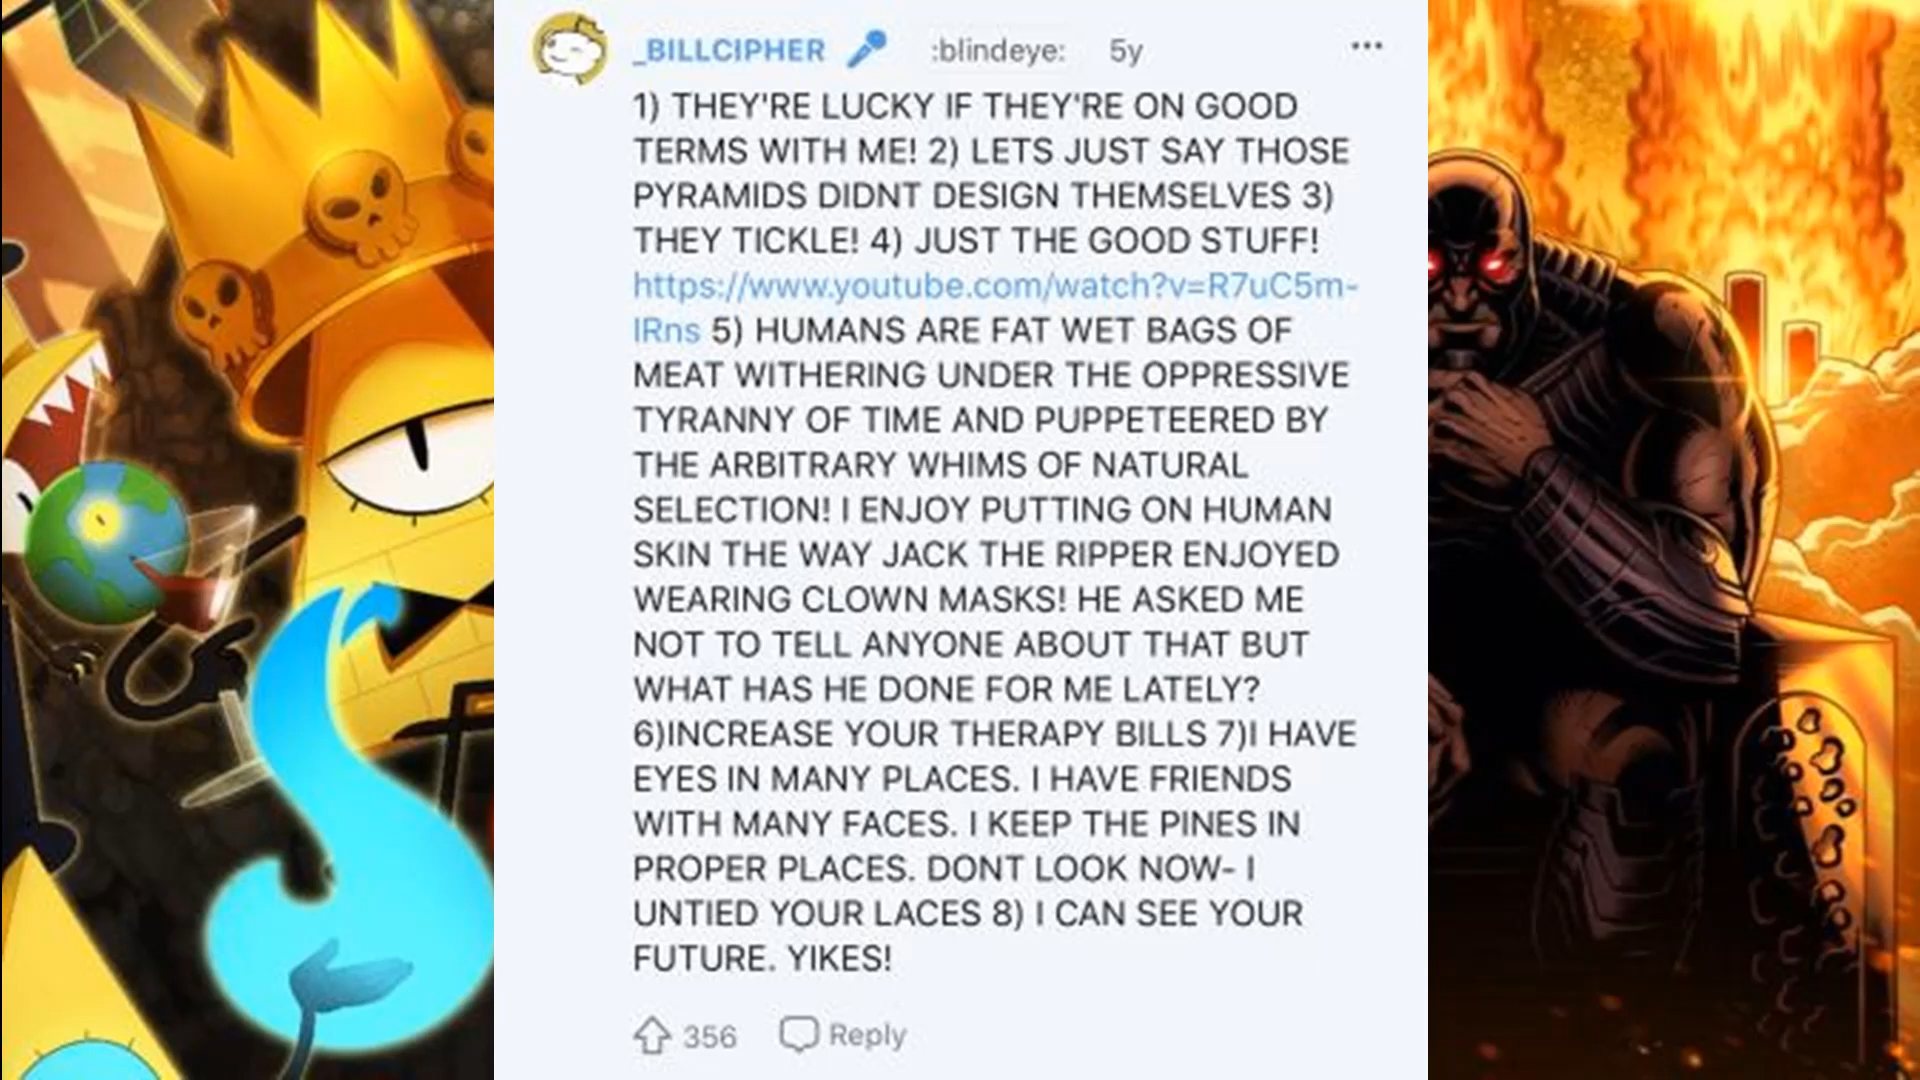 _BILLCIPHER :blindeye: 5y
1) THEY'RE LUCKY IF THEY'RE ON GOOD
TERMS WITH ME! 2) LETS JUST SAY THOSE
PYRAMIDS DIDNT DESIGN THEMSELVES 3)
THEY TICKLE! 4) JUST THE GOOD STUFF!
https://www.youtube.com/watch?v=R7uC5m-
IRns 5) HUMANS ARE FAT WET BAGS OF
MEAT WITHERING UNDER THE OPPRESSIVE
TYRANNY OF TIME AND PUPPETEERED BY
THE ARBITRARY WHIMS OF NATURAL
SELECTION! I ENJOY PUTTING ON HUMAN
SKIN THE WAY JACK THE RIPPER ENJOYED
WEARING CLOWN MASKS! HE ASKED ME
NOT TO TELL ANYONE ABOUT THAT BUT
WHAT HAS HE DONE FOR ME LATELY?
6)INCREASE YOUR THERAPY BILLS 7)I HAVE
EYES IN MANY PLACES. I HAVE FRIENDS
WITH MANY FACES. I KEEP THE PINES IN
PROPER PLACES. DONT LOOK NOW- I
UNTIED YOUR LACES 8) I CAN SEE YOUR
FUTURE. YIKES!
356 Reply